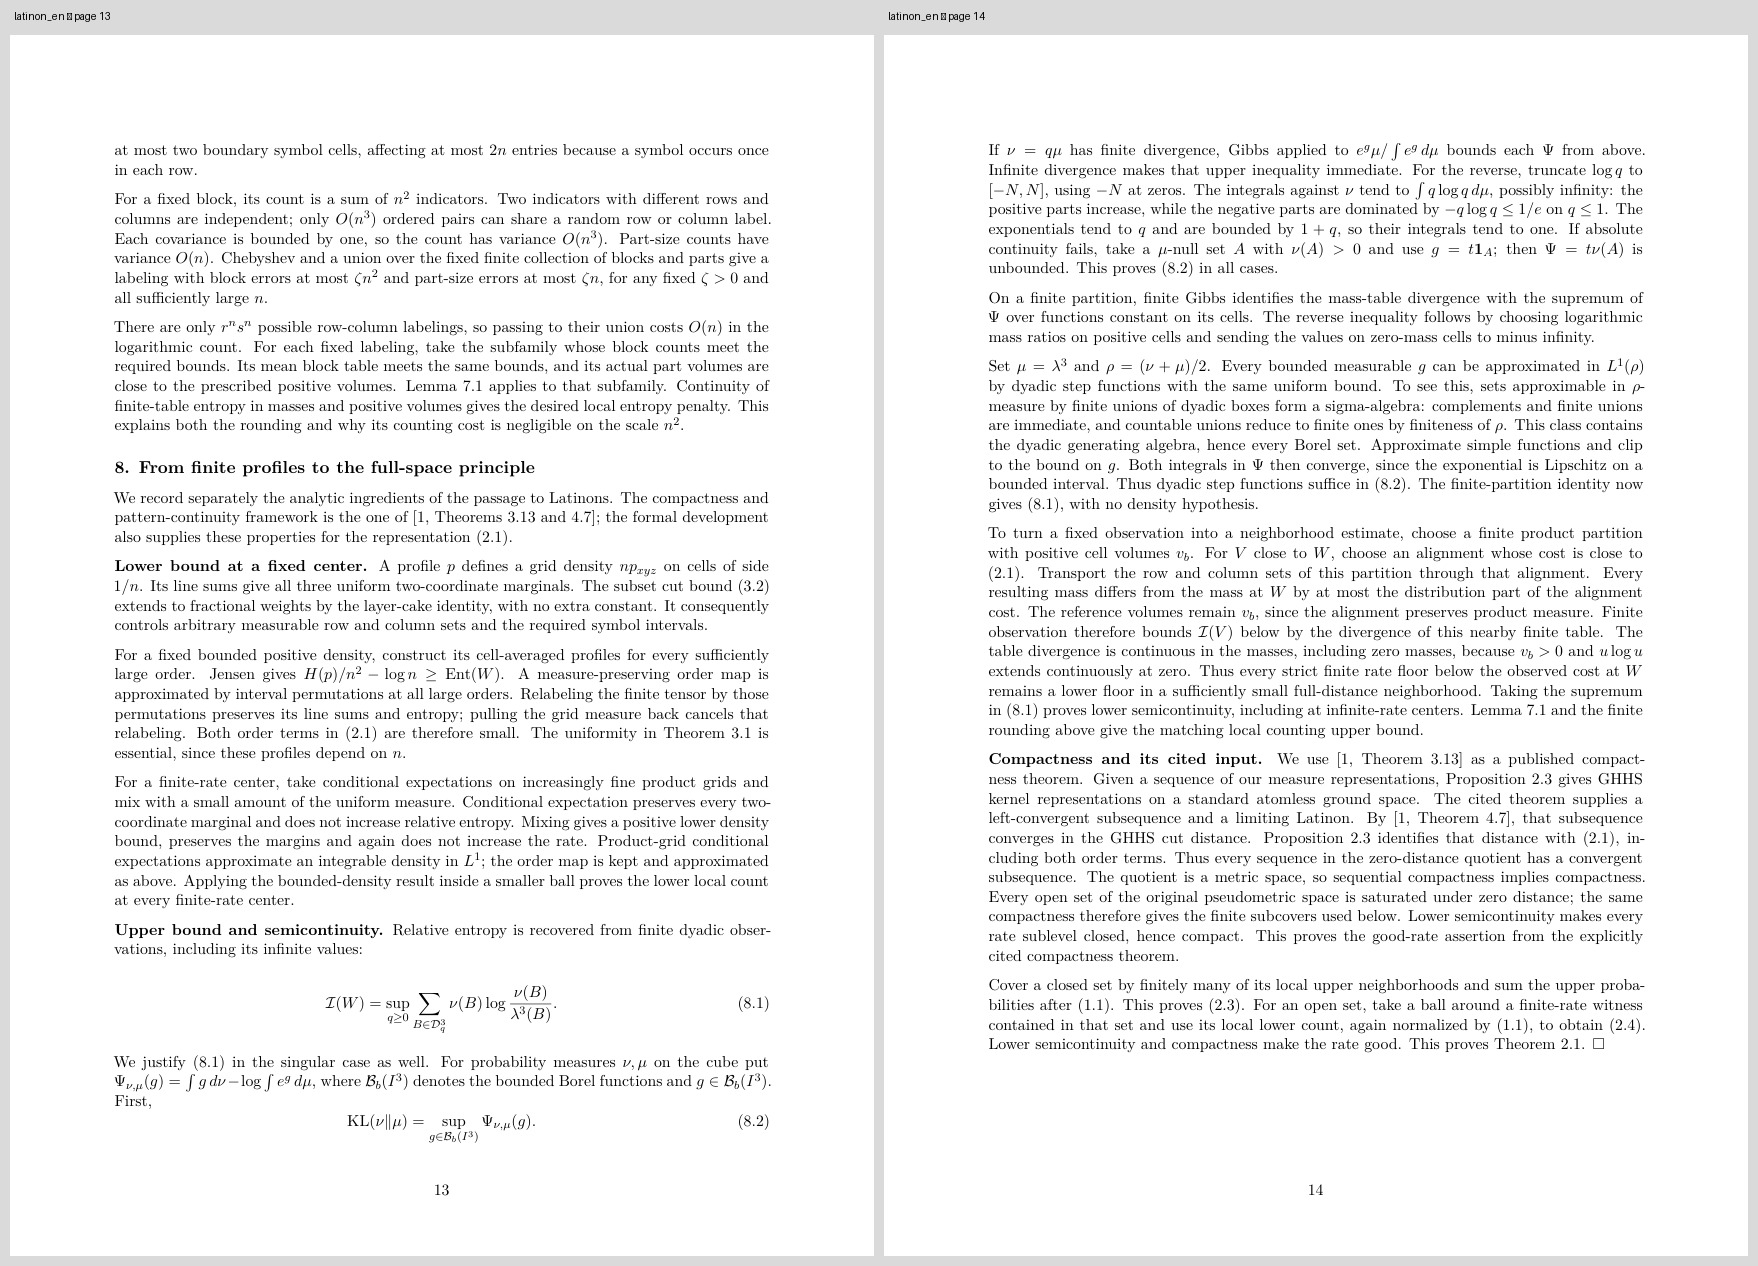 latinon_en page 13
at most two boundary symbol cells, affecting at most 2n entries because a symbol occurs once
in each row.
For a fixed block, its count is a sum of n² indicators. Two indicators with different rows and
columns are independent; only O(n³) ordered pairs can share a random row or column label.
Each covariance is bounded by one, so the count has variance O(n³). Part-size counts have
variance O(n). Chebyshev and a union over the fixed finite collection of blocks and parts give a
labeling with block errors at most ζn² and part-size errors at most ζn, for any fixed ζ > 0 and
all sufficiently large n.
There are only rⁿsⁿ possible row-column labelings, so passing to their union costs O(n) in the
logarithmic count. For each fixed labeling, take the subfamily whose block counts meet the
required bounds. Its mean block table meets the same bounds, and its actual part volumes are
close to the prescribed positive volumes. Lemma 7.1 applies to that subfamily. Continuity of
finite-table entropy in masses and positive volumes gives the desired local entropy penalty. This
explains both the rounding and why its counting cost is negligible on the scale n².
8. From finite profiles to the full-space principle
We record separately the analytic ingredients of the passage to Latinons. The compactness and
pattern-continuity framework is the one of [1, Theorems 3.13 and 4.7]; the formal development
also supplies these properties for the representation (2.1).
Lower bound at a fixed center. A profile p defines a grid density np_{xyz} on cells of side
1/n. Its line sums give all three uniform two-coordinate marginals. The subset cut bound (3.2)
extends to fractional weights by the layer-cake identity, with no extra constant. It consequently
controls arbitrary measurable row and column sets and the required symbol intervals.
For a fixed bounded positive density, construct its cell-averaged profiles for every sufficiently
large order. Jensen gives H(p)/n² − log n ≥ Ent(W). A measure-preserving order map is
approximated by interval permutations at all large orders. Relabeling the finite tensor by those
permutations preserves its line sums and entropy; pulling the grid measure back cancels that
relabeling. Both order terms in (2.1) are therefore small. The uniformity in Theorem 3.1 is
essential, since these profiles depend on n.
For a finite-rate center, take conditional expectations on increasingly fine product grids and
mix with a small amount of the uniform measure. Conditional expectation preserves every two-
coordinate marginal and does not increase relative entropy. Mixing gives a positive lower density
bound, preserves the margins and again does not increase the rate. Product-grid conditional
expectations approximate an integrable density in L¹; the order map is kept and approximated
as above. Applying the bounded-density result inside a smaller ball proves the lower local count
at every finite-rate center.
Upper bound and semicontinuity. Relative entropy is recovered from finite dyadic obser-
vations, including its infinite values:
ℐ(W) = sup_{q≥0} ∑_{B∈𝒟_q³} ν(B) log ν(B)/λ³(B). (8.1)
We justify (8.1) in the singular case as well. For probability measures ν, μ on the cube put
Ψ_{ν,μ}(g) = ∫ g dν − log ∫ e^g dμ, where ℬ_b(I³) denotes the bounded Borel functions and g ∈ ℬ_b(I³).
First,
KL(ν∥μ) = sup_{g∈ℬ_b(I³)} Ψ_{ν,μ}(g). (8.2)
13
latinon_en page 14
If ν = qμ has finite divergence, Gibbs applied to e^gμ/ ∫ e^g dμ bounds each Ψ from above.
Infinite divergence makes that upper inequality immediate. For the reverse, truncate log q to
[−N, N], using −N at zeros. The integrals against ν tend to ∫ q log q dμ, possibly infinity: the
positive parts increase, while the negative parts are dominated by −q log q ≤ 1/e on q ≤ 1. The
exponentials tend to q and are bounded by 1 + q, so their integrals tend to one. If absolute
continuity fails, take a μ-null set A with ν(A) > 0 and use g = t𝟏_A; then Ψ = tν(A) is
unbounded. This proves (8.2) in all cases.
On a finite partition, finite Gibbs identifies the mass-table divergence with the supremum of
Ψ over functions constant on its cells. The reverse inequality follows by choosing logarithmic
mass ratios on positive cells and sending the values on zero-mass cells to minus infinity.
Set μ = λ³ and ρ = (ν + μ)/2. Every bounded measurable g can be approximated in L¹(ρ)
by dyadic step functions with the same uniform bound. To see this, sets approximable in ρ-
measure by finite unions of dyadic boxes form a sigma-algebra: complements and finite unions
are immediate, and countable unions reduce to finite ones by finiteness of ρ. This class contains
the dyadic generating algebra, hence every Borel set. Approximate simple functions and clip
to the bound on g. Both integrals in Ψ then converge, since the exponential is Lipschitz on a
bounded interval. Thus dyadic step functions suffice in (8.2). The finite-partition identity now
gives (8.1), with no density hypothesis.
To turn a fixed observation into a neighborhood estimate, choose a finite product partition
with positive cell volumes v_b. For V close to W, choose an alignment whose cost is close to
(2.1). Transport the row and column sets of this partition through that alignment. Every
resulting mass differs from the mass at W by at most the distribution part of the alignment
cost. The reference volumes remain v_b, since the alignment preserves product measure. Finite
observation therefore bounds ℐ(V) below by the divergence of this nearby finite table. The
table divergence is continuous in the masses, including zero masses, because v_b > 0 and u log u
extends continuously at zero. Thus every strict finite rate floor below the observed cost at W
remains a lower floor in a sufficiently small full-distance neighborhood. Taking the supremum
in (8.1) proves lower semicontinuity, including at infinite-rate centers. Lemma 7.1 and the finite
rounding above give the matching local counting upper bound.
Compactness and its cited input. We use [1, Theorem 3.13] as a published compact-
ness theorem. Given a sequence of our measure representations, Proposition 2.3 gives GHHS
kernel representations on a standard atomless ground space. The cited theorem supplies a
left-convergent subsequence and a limiting Latinon. By [1, Theorem 4.7], that subsequence
converges in the GHHS cut distance. Proposition 2.3 identifies that distance with (2.1), in-
cluding both order terms. Thus every sequence in the zero-distance quotient has a convergent
subsequence. The quotient is a metric space, so sequential compactness implies compactness.
Every open set of the original pseudometric space is saturated under zero distance; the same
compactness therefore gives the finite subcovers used below. Lower semicontinuity makes every
rate sublevel closed, hence compact. This proves the good-rate assertion from the explicitly
cited compactness theorem.
Cover a closed set by finitely many of its local upper neighborhoods and sum the upper proba-
bilities after (1.1). This proves (2.3). For an open set, take a ball around a finite-rate witness
contained in that set and use its local lower count, again normalized by (1.1), to obtain (2.4).
Lower semicontinuity and compactness make the rate good. This proves Theorem 2.1. □
14